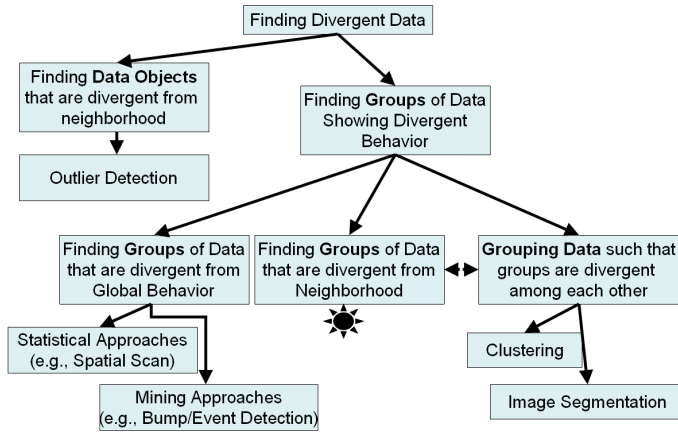 Finding Divergent Data
Finding Data Objects
that are divergent from
neighborhood
Finding Groups of Data
Showing Divergent
Behavior
Outlier Detection
Finding Groups of Data
that are divergent from
Global Behavior
Finding Groups of Data
that are divergent from
Neighborhood
Grouping Data such that
groups are divergent
among each other
Statistical Approaches
(e.g., Spatial Scan)
Clustering
Mining Approaches
(e.g., Bump/Event Detection)
Image Segmentation